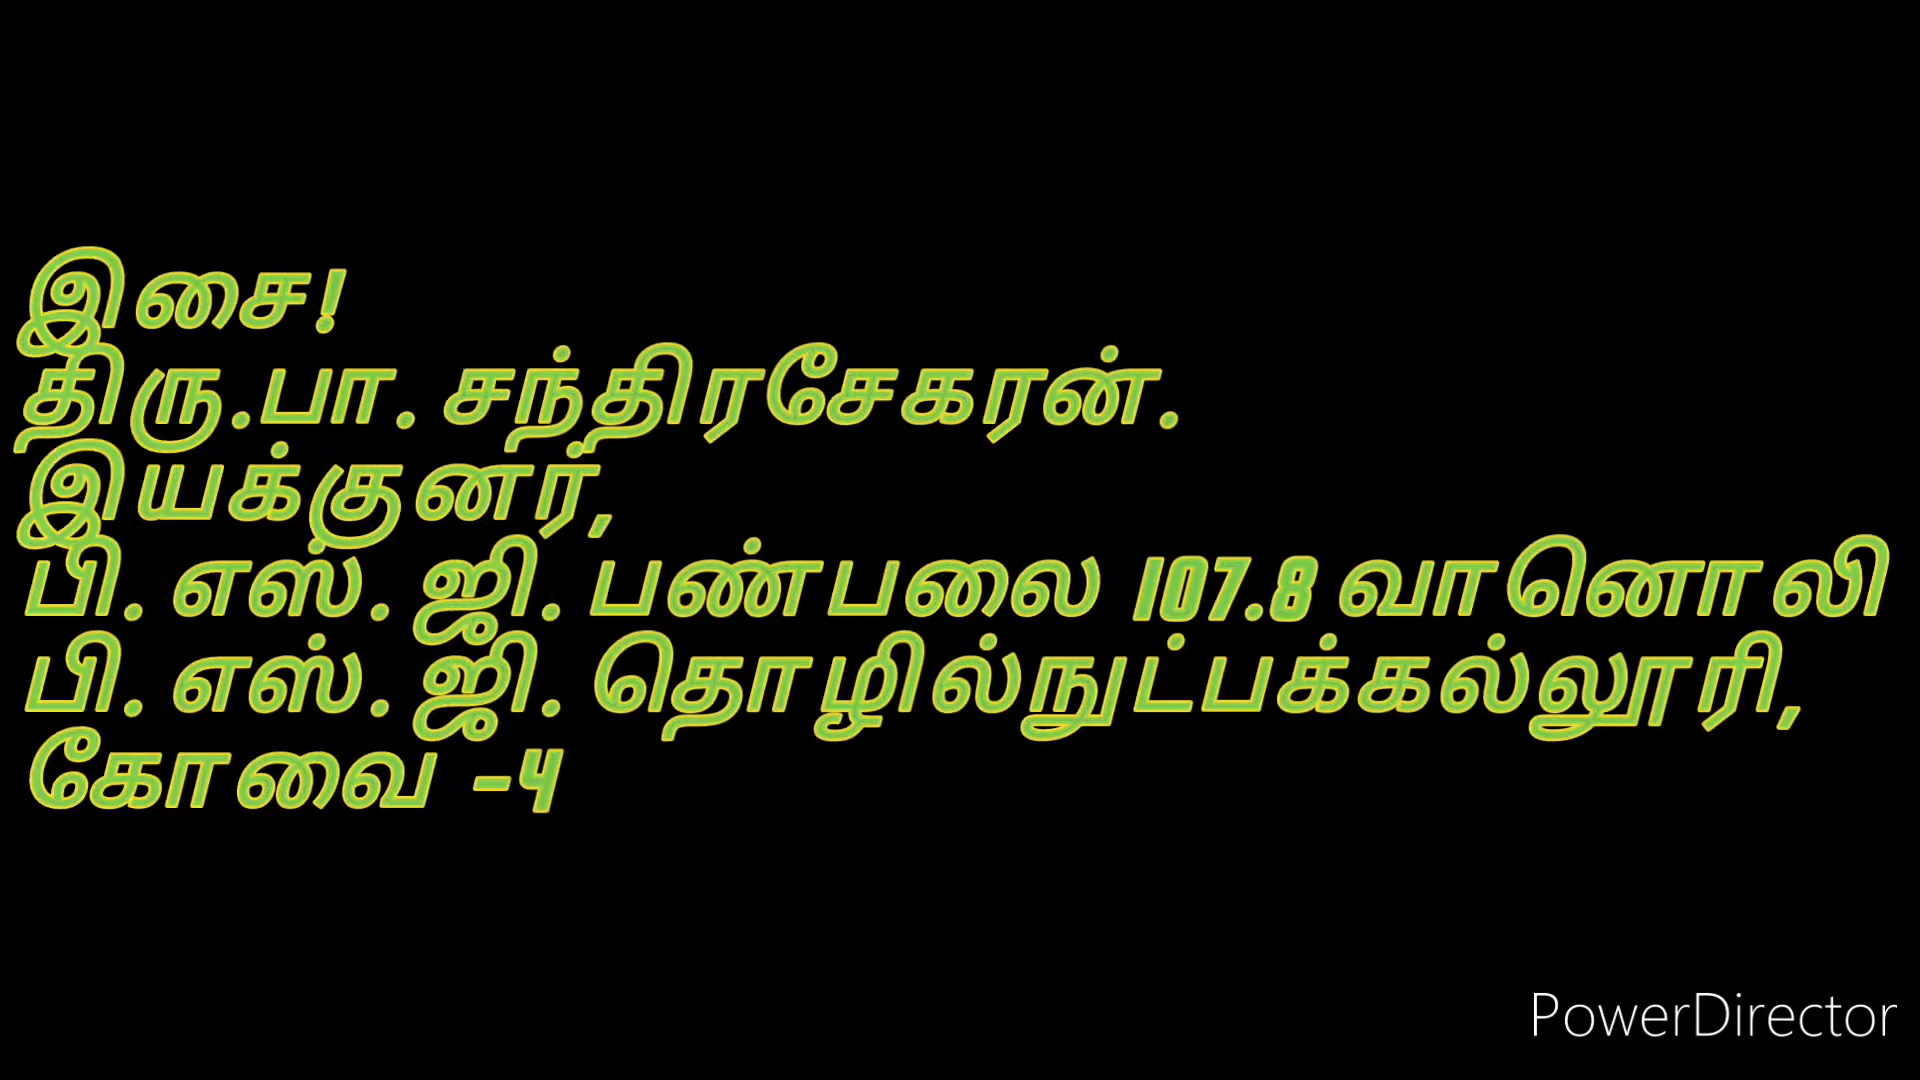 இசை!
திரு.பா. சந்திரசேகரன்.
இயக்குனர்,
பி. எஸ். ஜி. பண்பலை 107.8 வானொலி
பி. எஸ். ஜி. தொழில்நுட்பக்கல்லூரி,
கோவை -4
PowerDirector